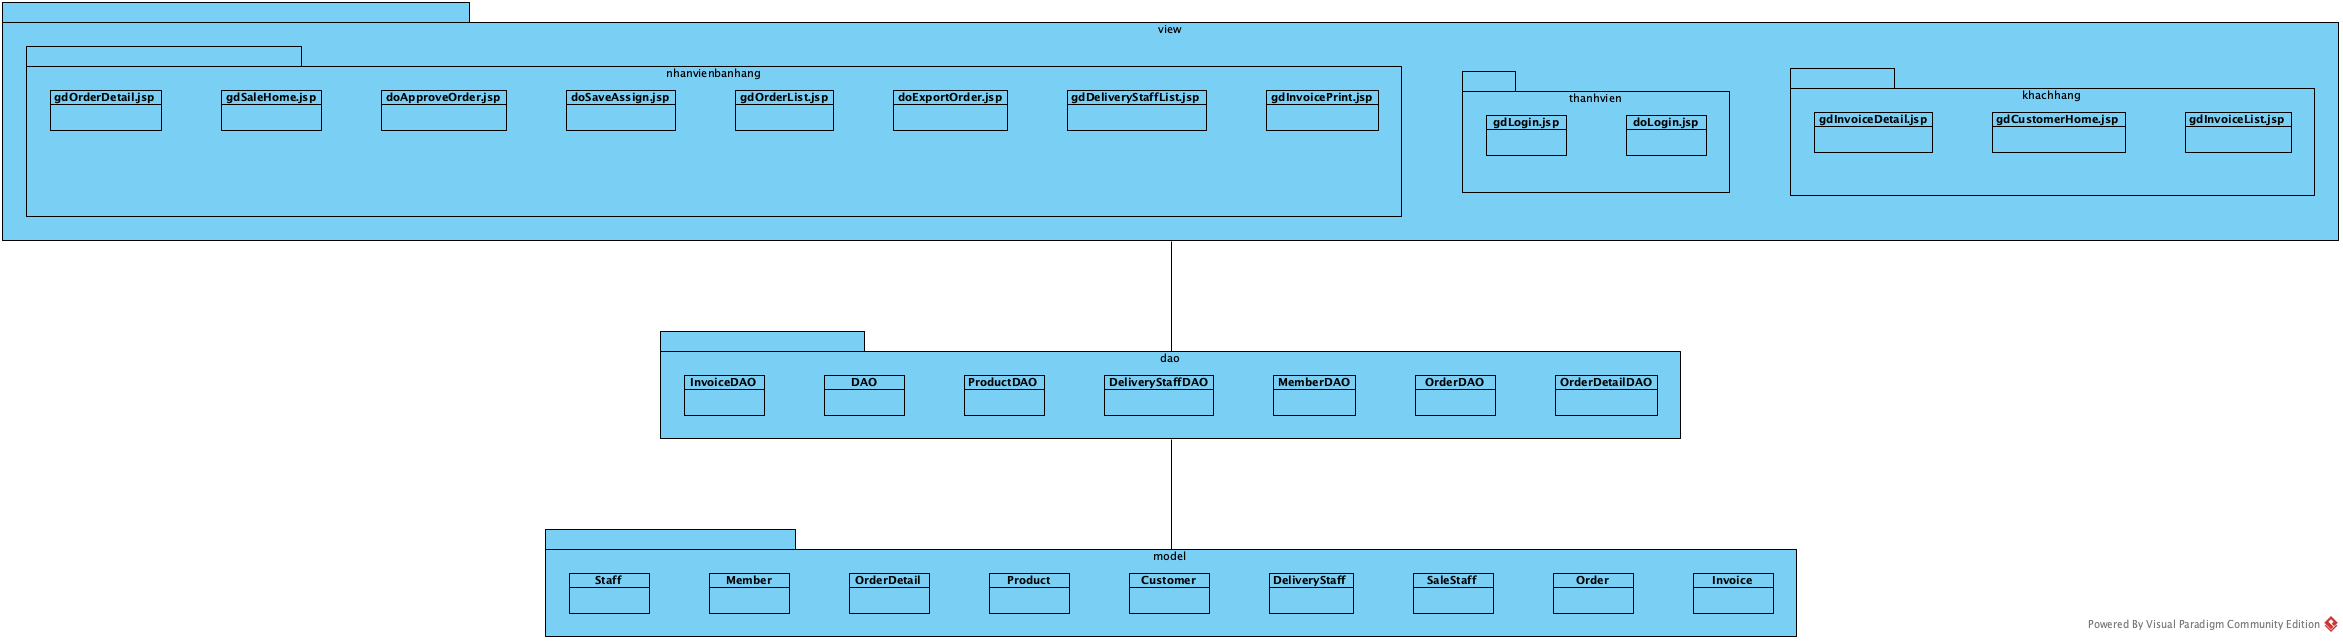 view
nhanvienbanhang
gdOrderDetail.jsp
gdSaleHome.jsp
doApproveOrder.jsp
doSaveAssign.jsp
gdOrderList.jsp
doExportOrder.jsp
gdDeliveryStaffList.jsp
gdInvoicePrint.jsp
thanhvien
gdLogin.jsp
doLogin.jsp
khachhang
gdInvoiceDetail.jsp
gdCustomerHome.jsp
gdInvoiceList.jsp
dao
InvoiceDAO
DAO
ProductDAO
DeliveryStaffDAO
MemberDAO
OrderDAO
OrderDetailDAO
model
Staff
Member
OrderDetail
Product
Customer
DeliveryStaff
SaleStaff
Order
Invoice
Powered By Visual Paradigm Community Edition